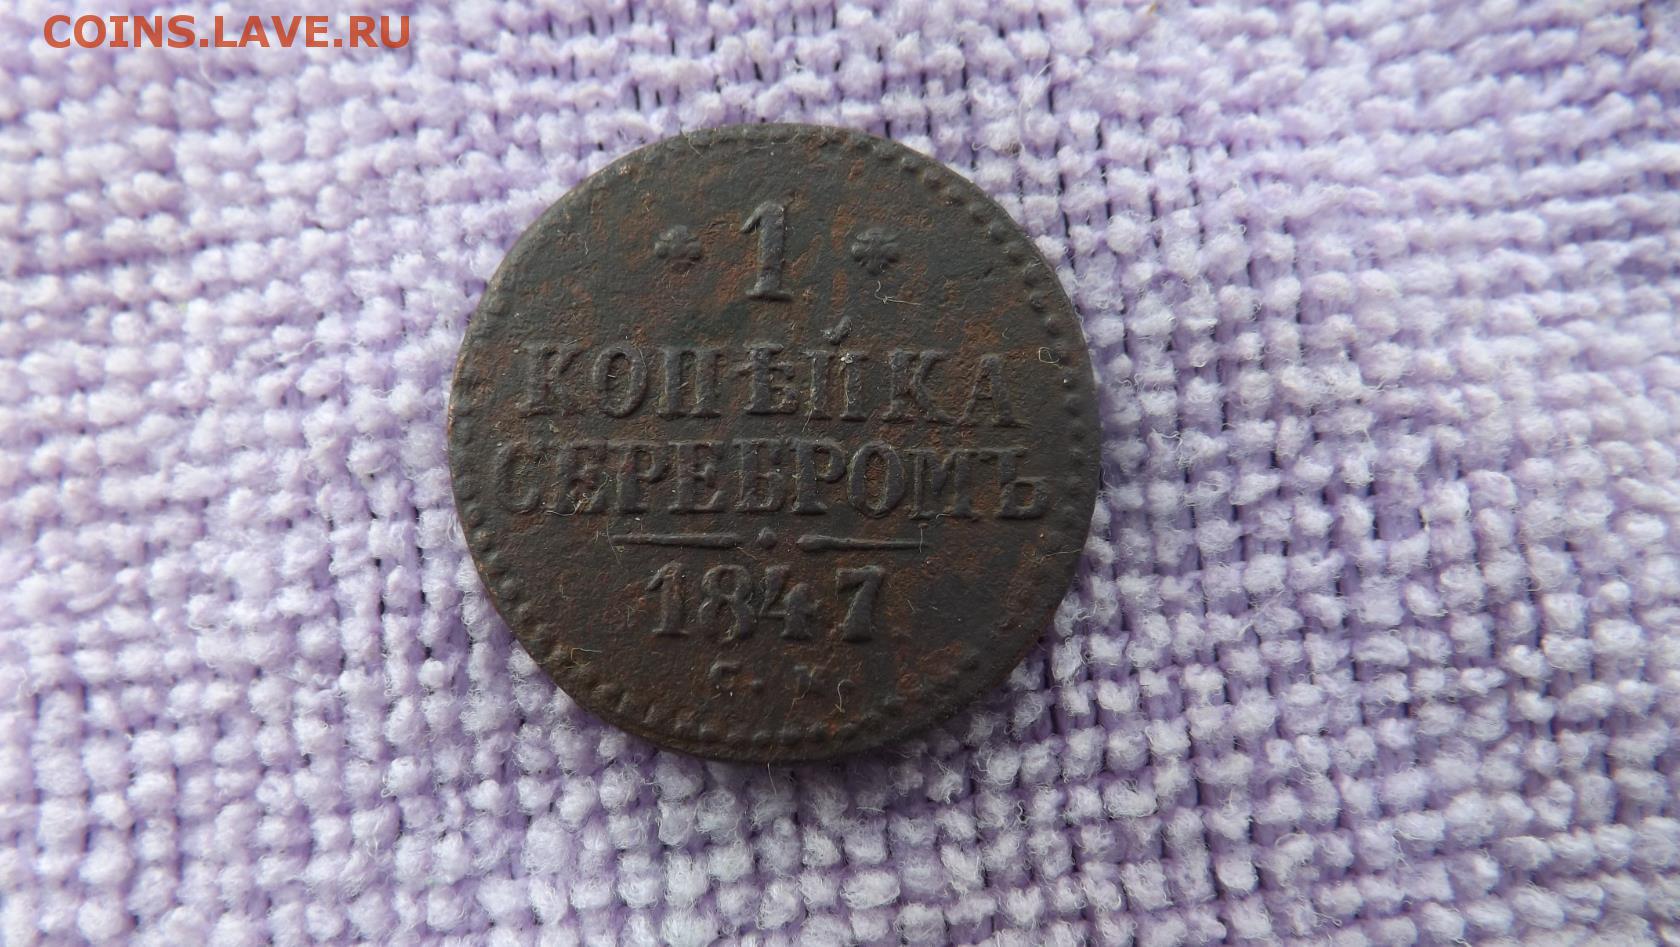 COINS.LAVE.RU
* 1 *
КОПѢЙКА
СЕРЕБРОМЪ
1847
С. М.